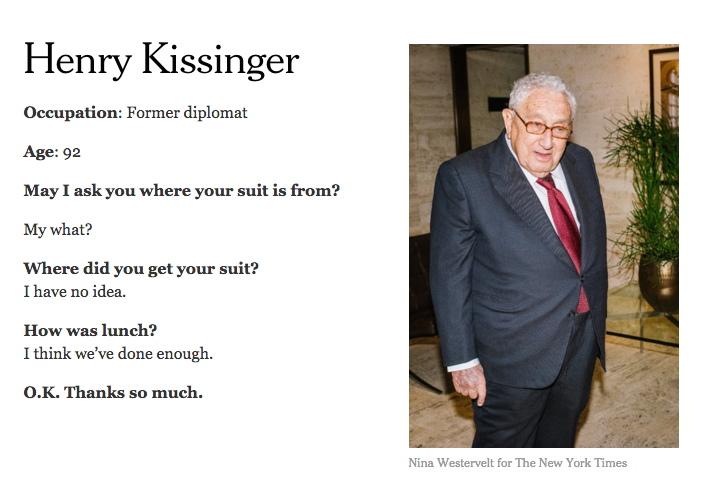 Henry Kissinger
Occupation: Former diplomat
Age: 92
May I ask you where your suit is from?
My what?
Where did you get your suit?
I have no idea.
How was lunch?
I think we’ve done enough.
O.K. Thanks so much.
Nina Westervelt for The New York Times